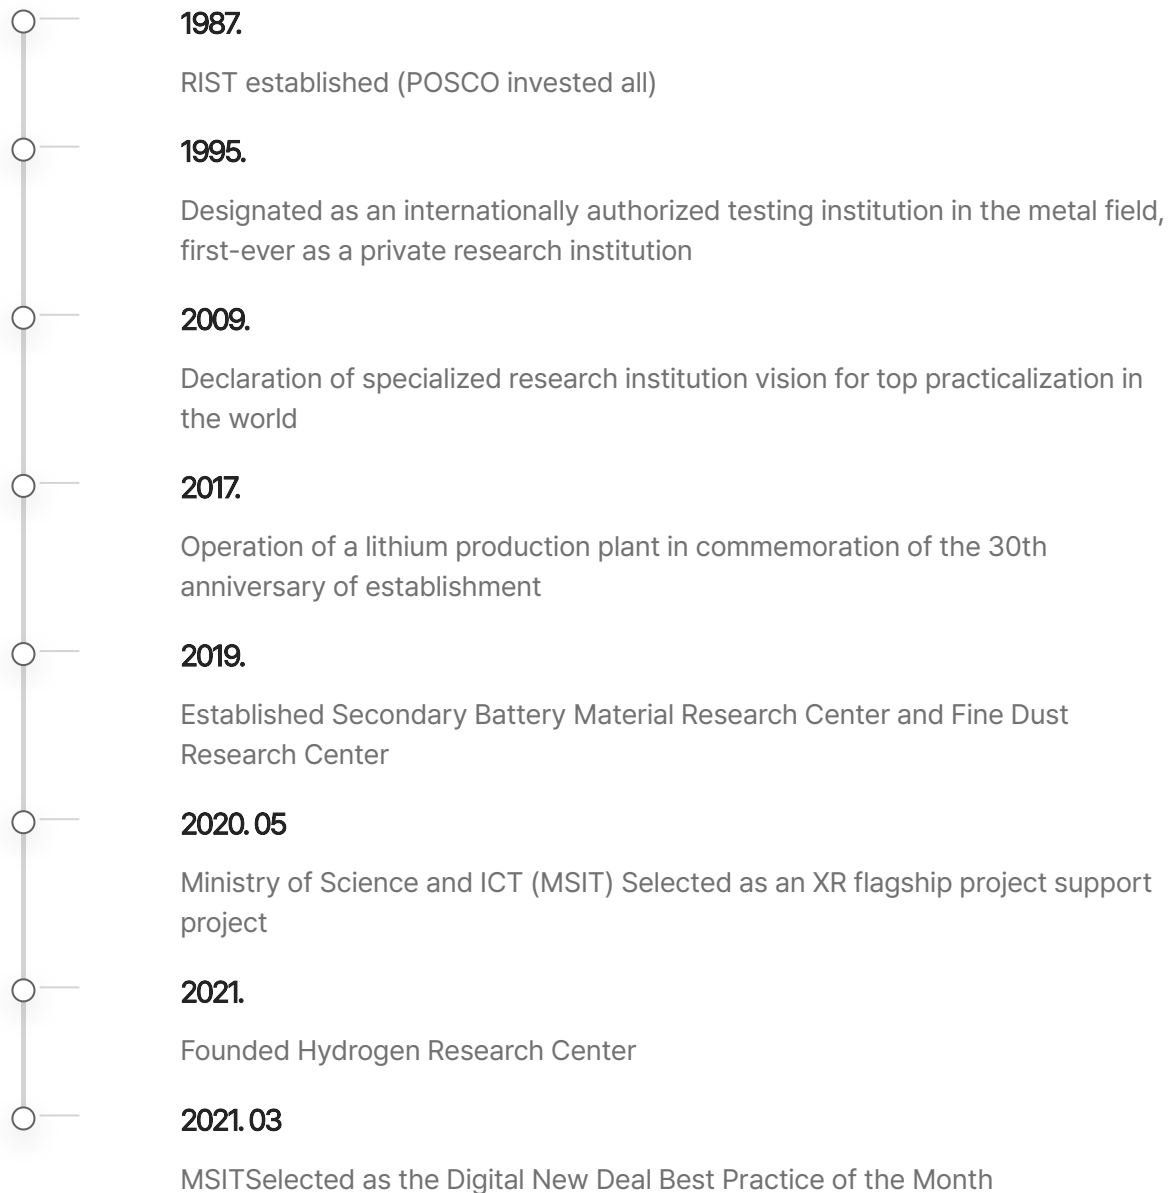 1987.
RIST established (POSCO invested all)
1995.
Designated as an internationally authorized testing institution in the metal field,
first-ever as a private research institution
2009.
Declaration of specialized research institution vision for top practicalization in
the world
2017.
Operation of a lithium production plant in commemoration of the 30th
anniversary of establishment
2019.
Established Secondary Battery Material Research Center and Fine Dust
Research Center
2020. 05
Ministry of Science and ICT (MSIT) Selected as an XR flagship project support
project
2021.
Founded Hydrogen Research Center
2021. 03
MSITSelected as the Digital New Deal Best Practice of the Month